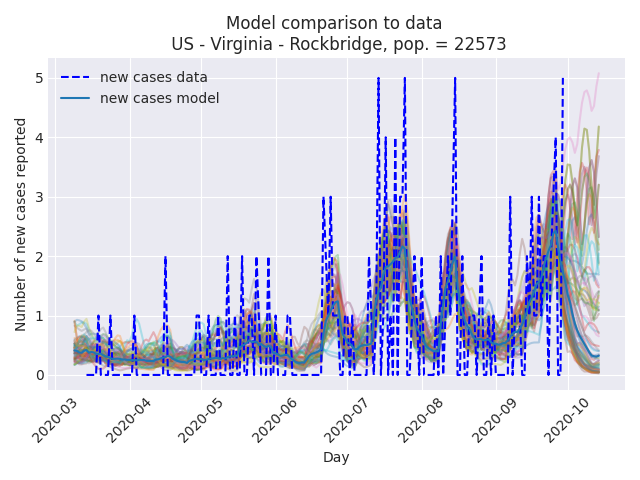 Model comparison to data
US - Virginia - Rockbridge, pop. = 22573
new cases data
new cases model
Number of new cases reported
5
4
3
2
1
0
2020-03
2020-04
2020-05
2020-06
2020-07
2020-08
2020-09
2020-10
Day